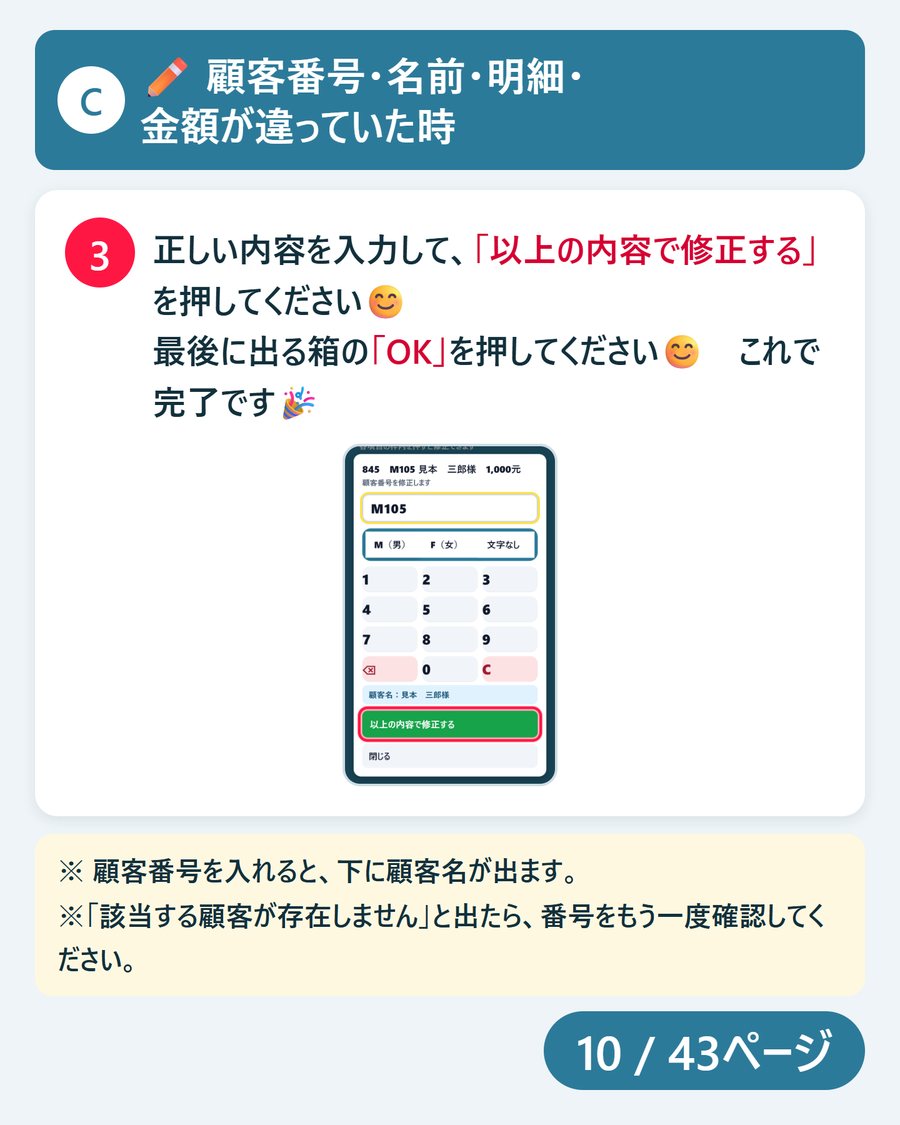 C
✏️ 顧客番号・名前・明細・
金額が違っていた時
3
正しい内容を入力して、「以上の内容で修正する」
を押してください😊
最後に出る箱の「OK」を押してください😊　これで
完了です🎉
845　M105 見本　三郎様　1,000元
顧客番号を修正します
M105
M（男）　F（女）　文字なし
1 2 3
4 5 6
7 8 9
⌫ 0 C
顧客名：見本　三郎様
以上の内容で修正する
閉じる
※ 顧客番号を入れると、下に顧客名が出ます。
※「該当する顧客が存在しません」と出たら、番号をもう一度確認してく
ださい。
10 / 43ページ